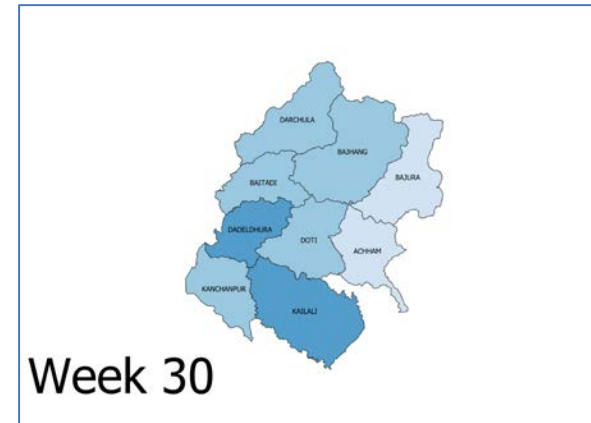 DARCHULA
BAJHANG
BAJURA
BAITADI
DADELDHURA
DOTI
ACHHAM
KANCHANPUR
KAILALI
Week 30